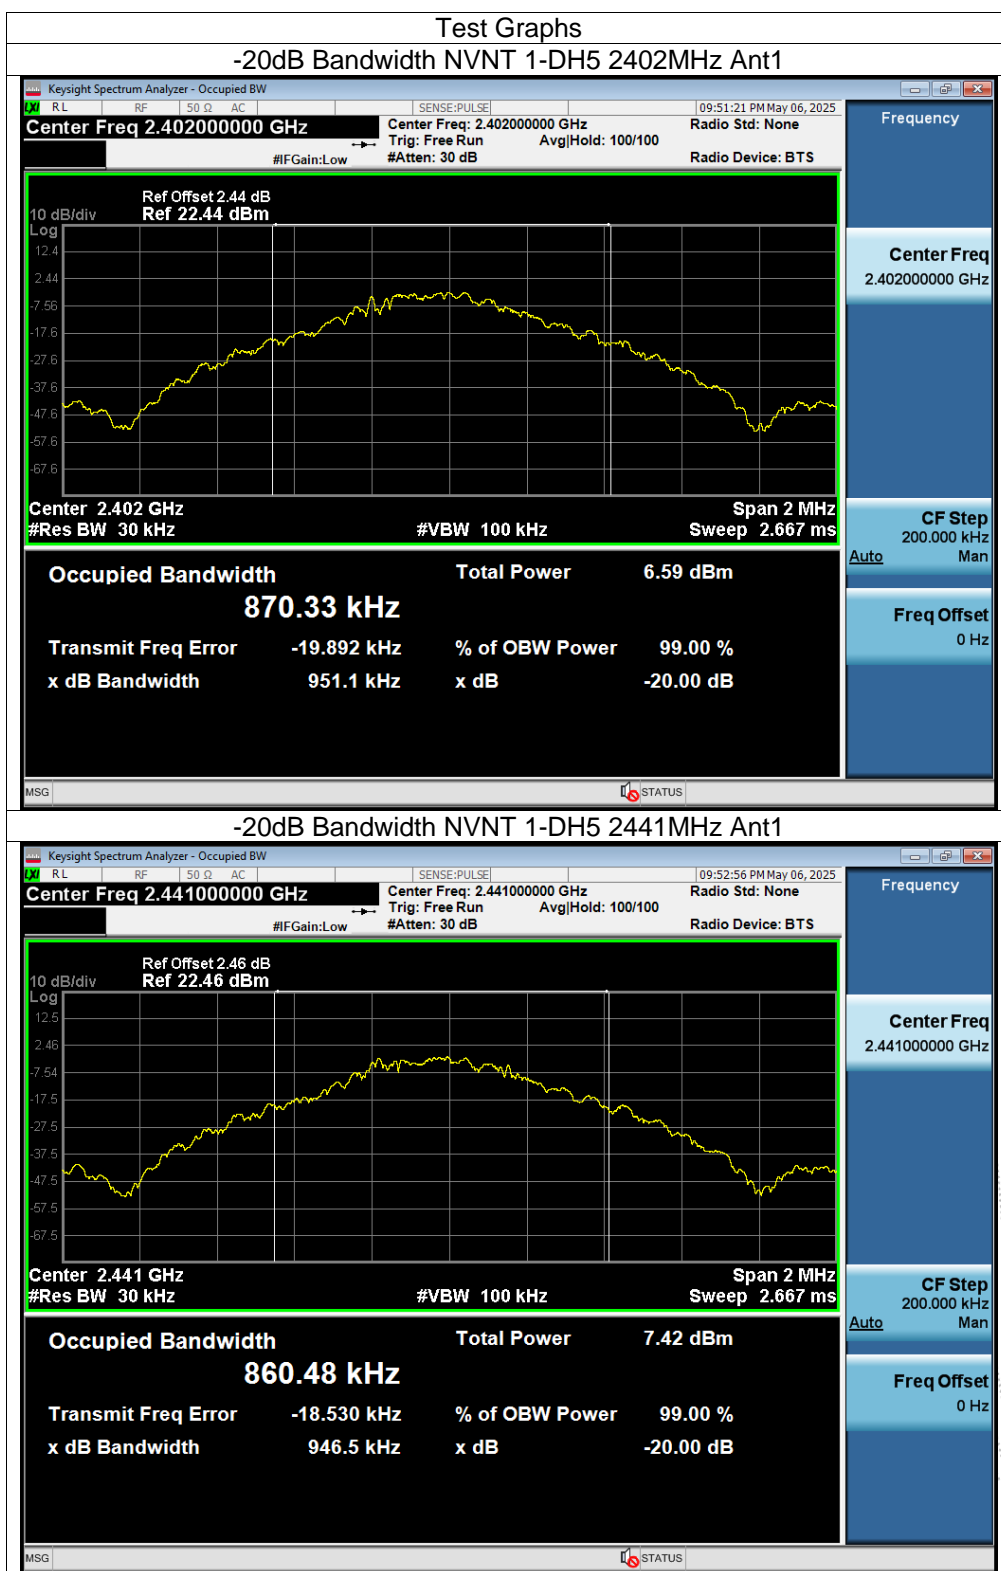 Test Graphs
-20dB Bandwidth NVNT 1-DH5 2402MHz Ant1
Keysight Spectrum Analyzer - Occupied BW
LXI RL RF 50 Ω AC SENSE:PULSE 09:51:21 PM May 06, 2025
Center Freq 2.402000000 GHz
Center Freq: 2.402000000 GHz
Radio Std: None
Trig: Free Run Avg|Hold: 100/100
#IFGain:Low #Atten: 30 dB Radio Device: BTS
Ref Offset 2.44 dB
10 dB/div Ref 22.44 dBm
Log
12.4
2.44
-7.56
-17.6
-27.6
-37.6
-47.6
-57.6
-67.6
Center 2.402 GHz Span 2 MHz
#Res BW 30 kHz #VBW 100 kHz Sweep 2.667 ms
Occupied Bandwidth Total Power 6.59 dBm
870.33 kHz
Transmit Freq Error -19.892 kHz % of OBW Power 99.00 %
x dB Bandwidth 951.1 kHz x dB -20.00 dB
MSG STATUS
Frequency
Center Freq
2.402000000 GHz
CF Step
200.000 kHz
Auto Man
Freq Offset
0 Hz
-20dB Bandwidth NVNT 1-DH5 2441MHz Ant1
Keysight Spectrum Analyzer - Occupied BW
LXI RL RF 50 Ω AC SENSE:PULSE 09:52:56 PM May 06, 2025
Center Freq 2.441000000 GHz
Center Freq: 2.441000000 GHz
Radio Std: None
Trig: Free Run Avg|Hold: 100/100
#IFGain:Low #Atten: 30 dB Radio Device: BTS
Ref Offset 2.46 dB
10 dB/div Ref 22.46 dBm
Log
12.5
2.46
-7.54
-17.5
-27.5
-37.5
-47.5
-57.5
-67.5
Center 2.441 GHz Span 2 MHz
#Res BW 30 kHz #VBW 100 kHz Sweep 2.667 ms
Occupied Bandwidth Total Power 7.42 dBm
860.48 kHz
Transmit Freq Error -18.530 kHz % of OBW Power 99.00 %
x dB Bandwidth 946.5 kHz x dB -20.00 dB
MSG STATUS
Frequency
Center Freq
2.441000000 GHz
CF Step
200.000 kHz
Auto Man
Freq Offset
0 Hz